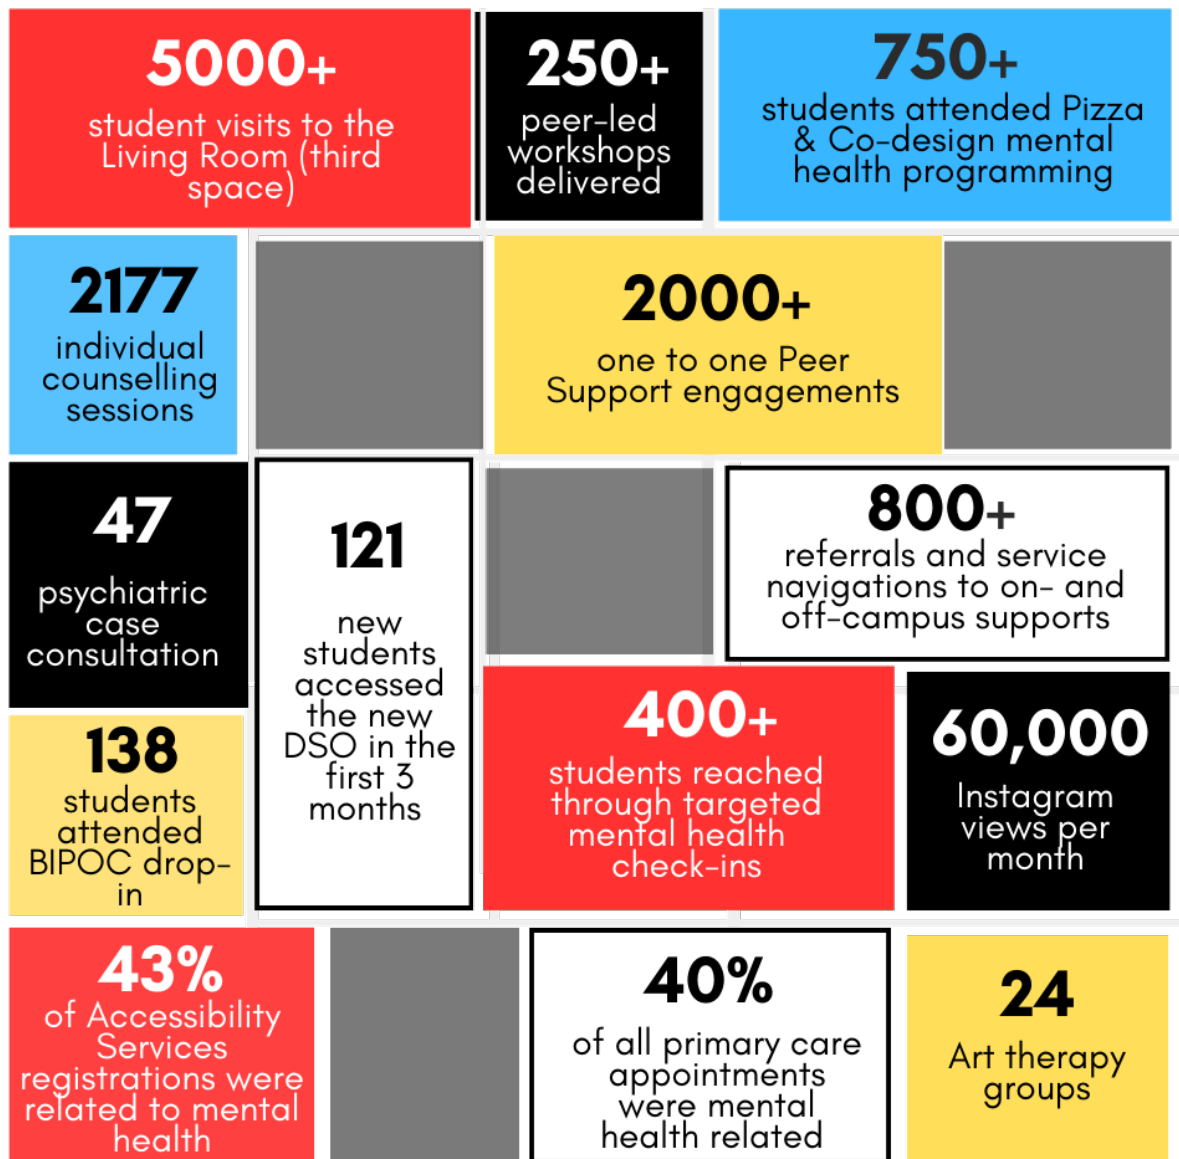 5000+
student visits to the
Living Room (third
space)
250+
peer-led
workshops
delivered
750+
students attended Pizza
& Co-design mental
health programming
2177
individual
counselling
sessions
2000+
one to one Peer
Support engagements
47
psychiatric
case
consultation
121
new
students
accessed
the new
DSO in the
first 3
months
800+
referrals and service
navigations to on- and
off-campus supports
138
students
attended
BIPOC drop-
in
400+
students reached
through targeted
mental health
check-ins
60,000
Instagram
views per
month
43%
of Accessibility
Services
registrations were
related to mental
health
40%
of all primary care
appointments
were mental
health related
24
Art therapy
groups